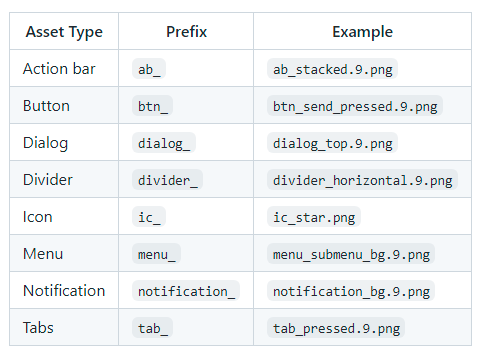 Asset Type Prefix Example
Action bar ab_ ab_stacked.9.png
Button btn_ btn_send_pressed.9.png
Dialog dialog_ dialog_top.9.png
Divider divider_ divider_horizontal.9.png
Icon ic_ ic_star.png
Menu menu_ menu_submenu_bg.9.png
Notification notification_ notification_bg.9.png
Tabs tab_ tab_pressed.9.png